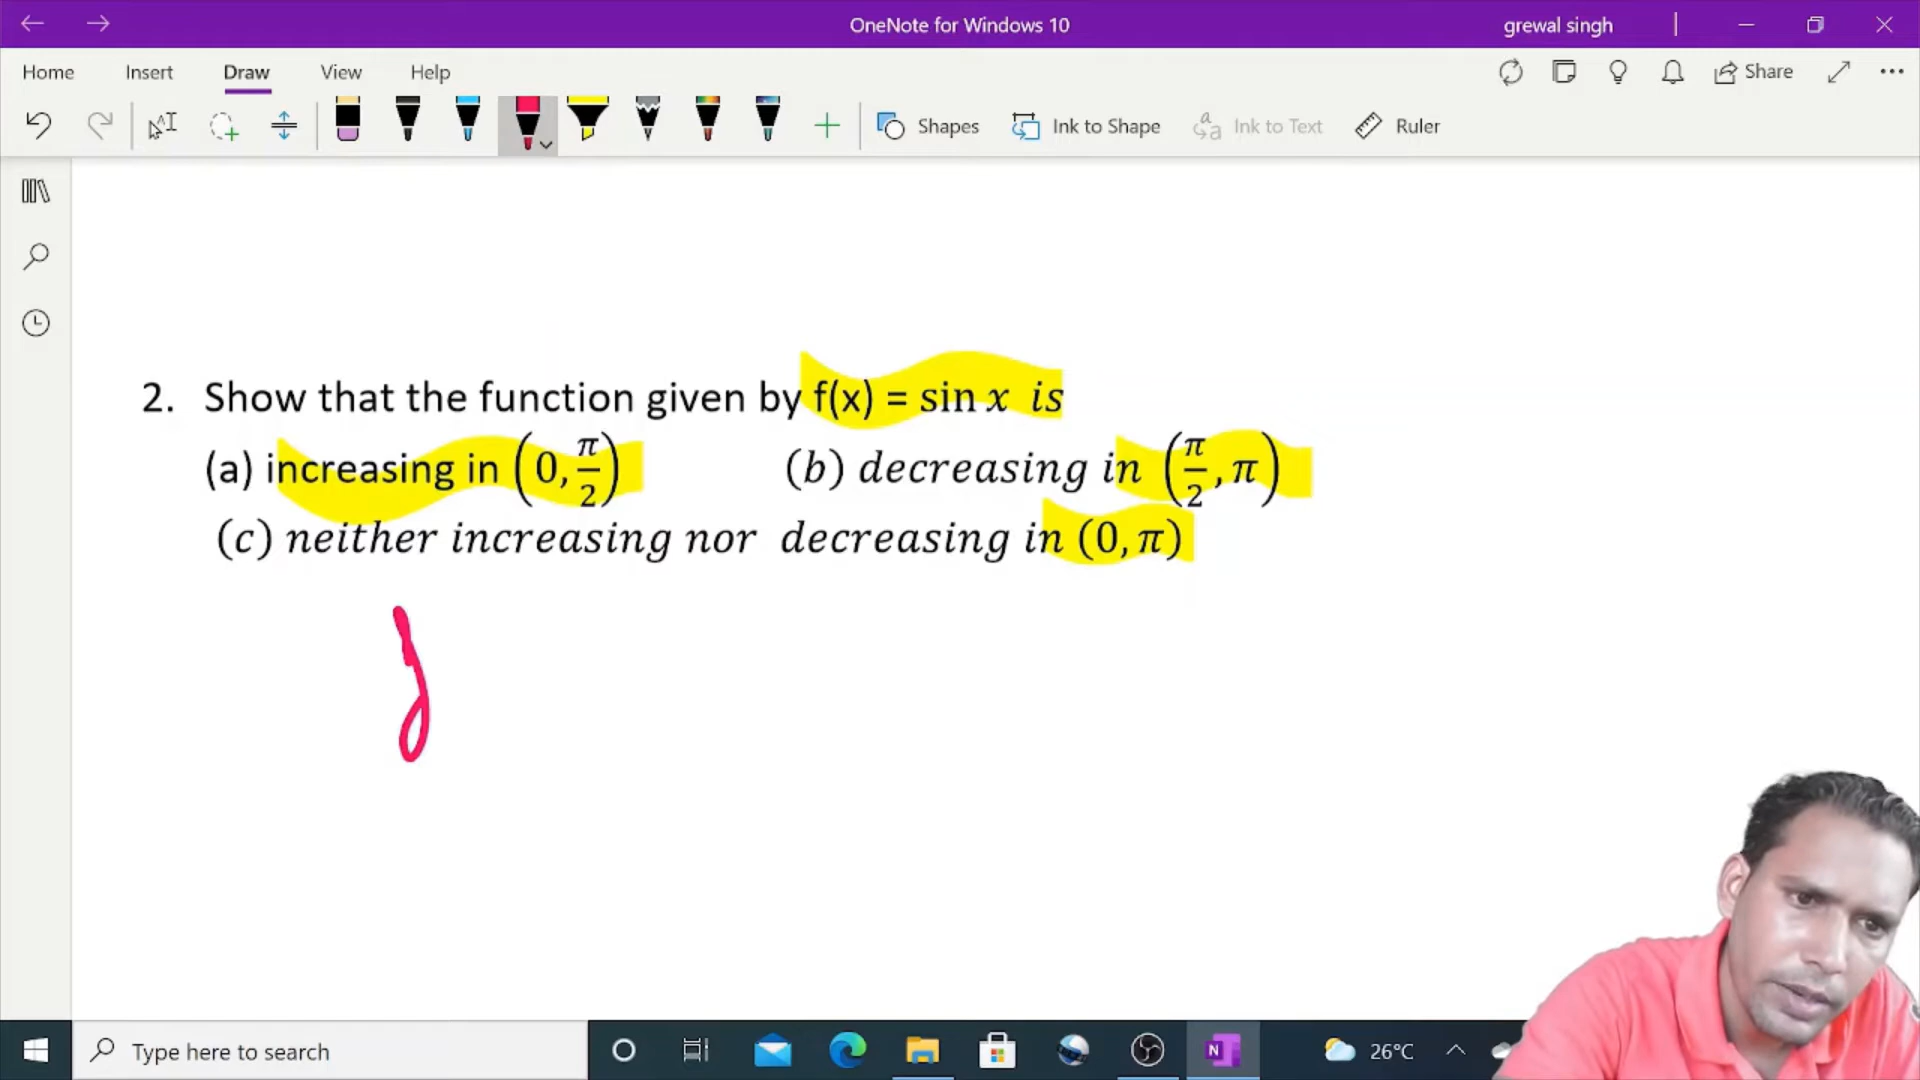 OneNote for Windows 10
grewal singh
Home Insert Draw View Help
Share
Shapes Ink to Shape Ink to Text Ruler
2. Show that the function given by f(x) = sin x is
(a) increasing in (0, π/2) (b) decreasing in (π/2, π)
(c) neither increasing nor decreasing in (0, π)
Type here to search
26°C